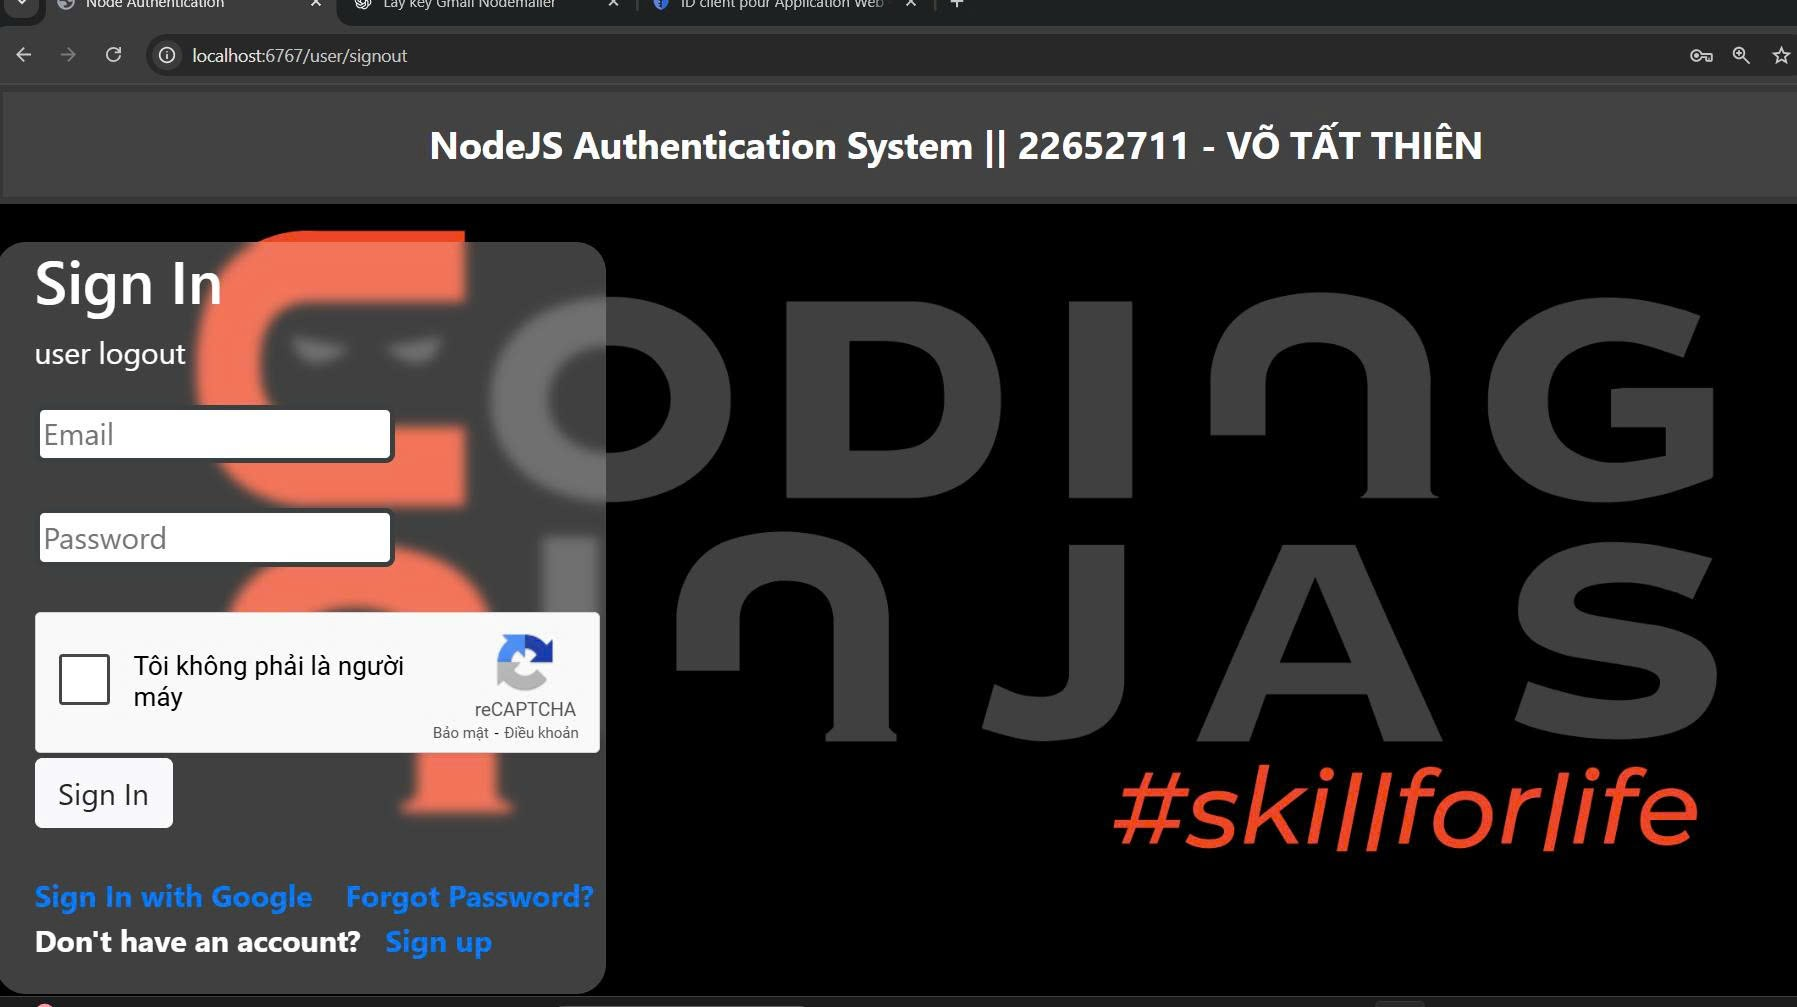 Node Authentication
Lấy key Gmail Nodemailer
ID client pour Application Web
localhost:6767/user/signout
NodeJS Authentication System || 22652711 - VÕ TẤT THIÊN
Sign In
user logout
Email
Password
Tôi không phải là người
máy
reCAPTCHA
Bảo mật - Điều khoản
Sign In
Sign In with Google Forgot Password?
Don't have an account? Sign up
CODING
NINJAS
#skillforlife